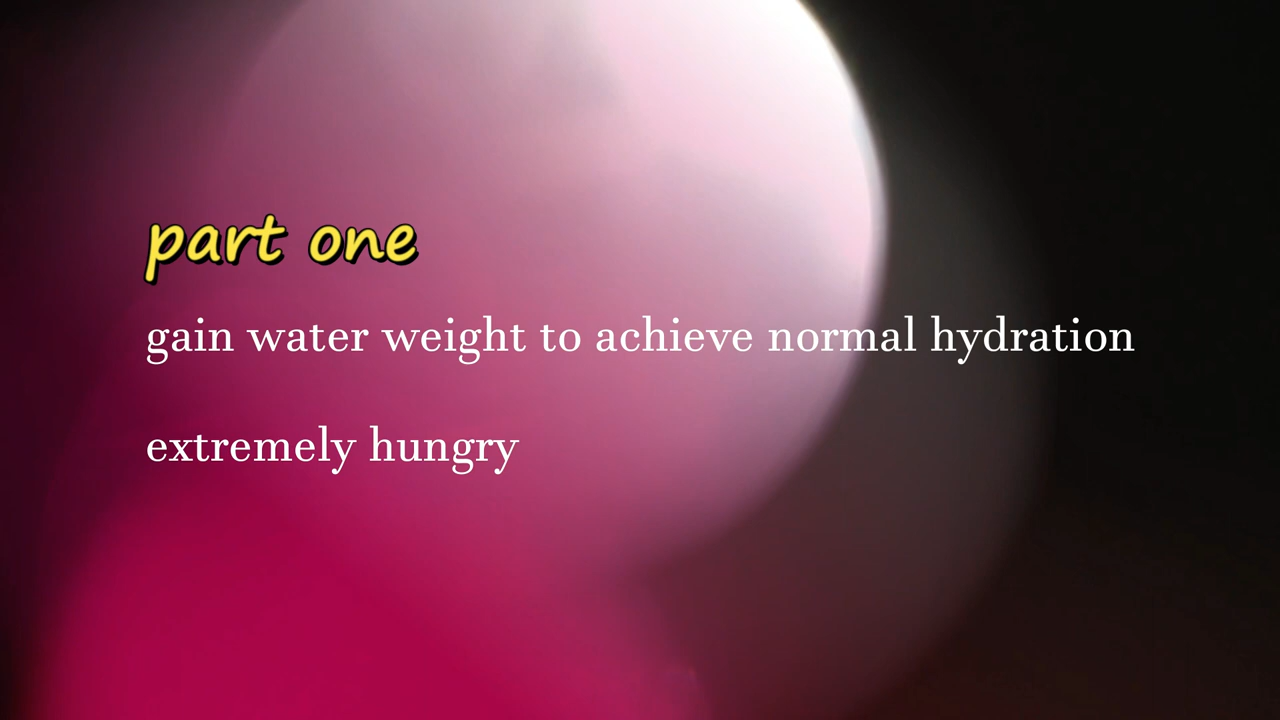 part one
gain water weight to achieve normal hydration
extremely hungry